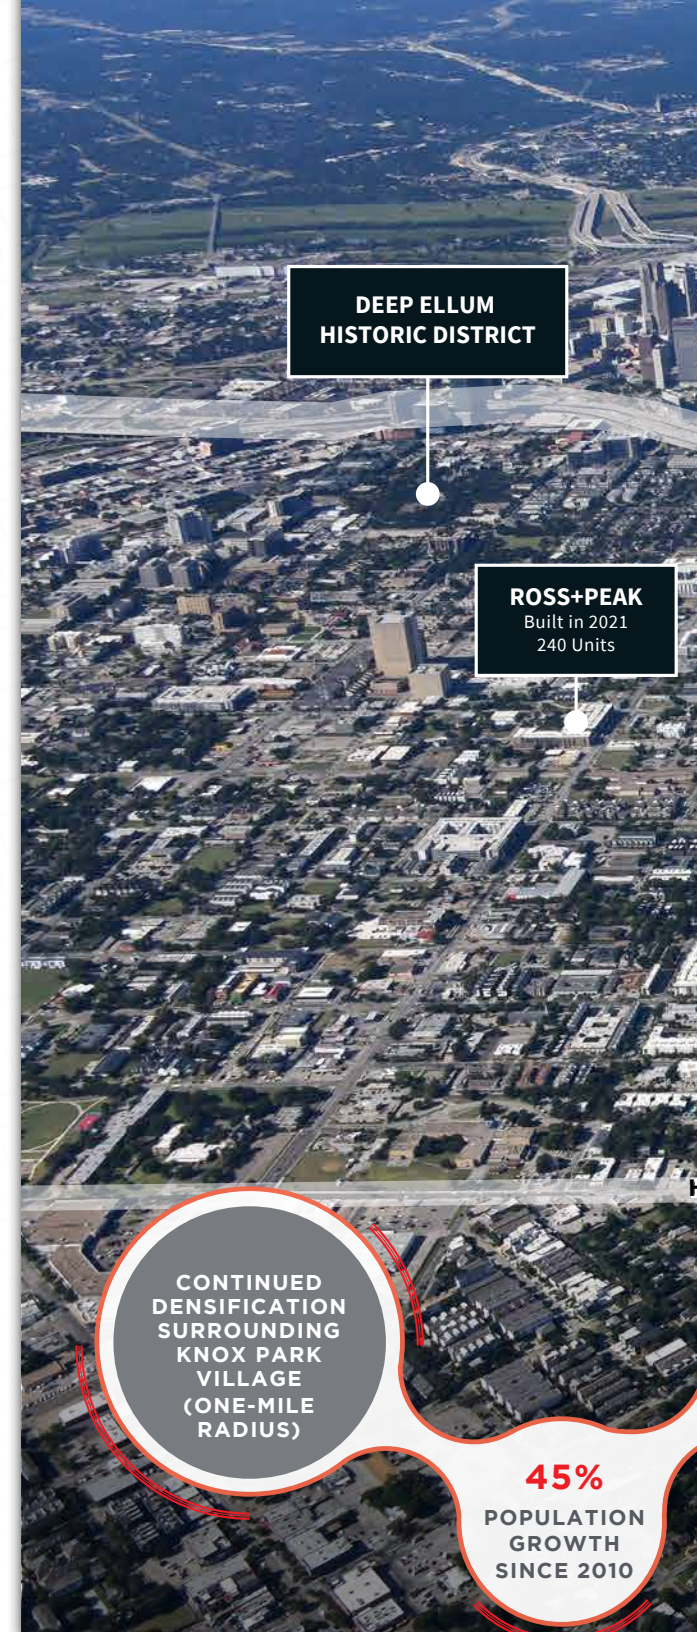 DEEP ELLUM
HISTORIC DISTRICT
ROSS+PEAK
Built in 2021
240 Units
CONTINUED
DENSIFICATION
SURROUNDING
KNOX PARK
VILLAGE
(ONE-MILE
RADIUS)
45%
POPULATION
GROWTH
SINCE 2010